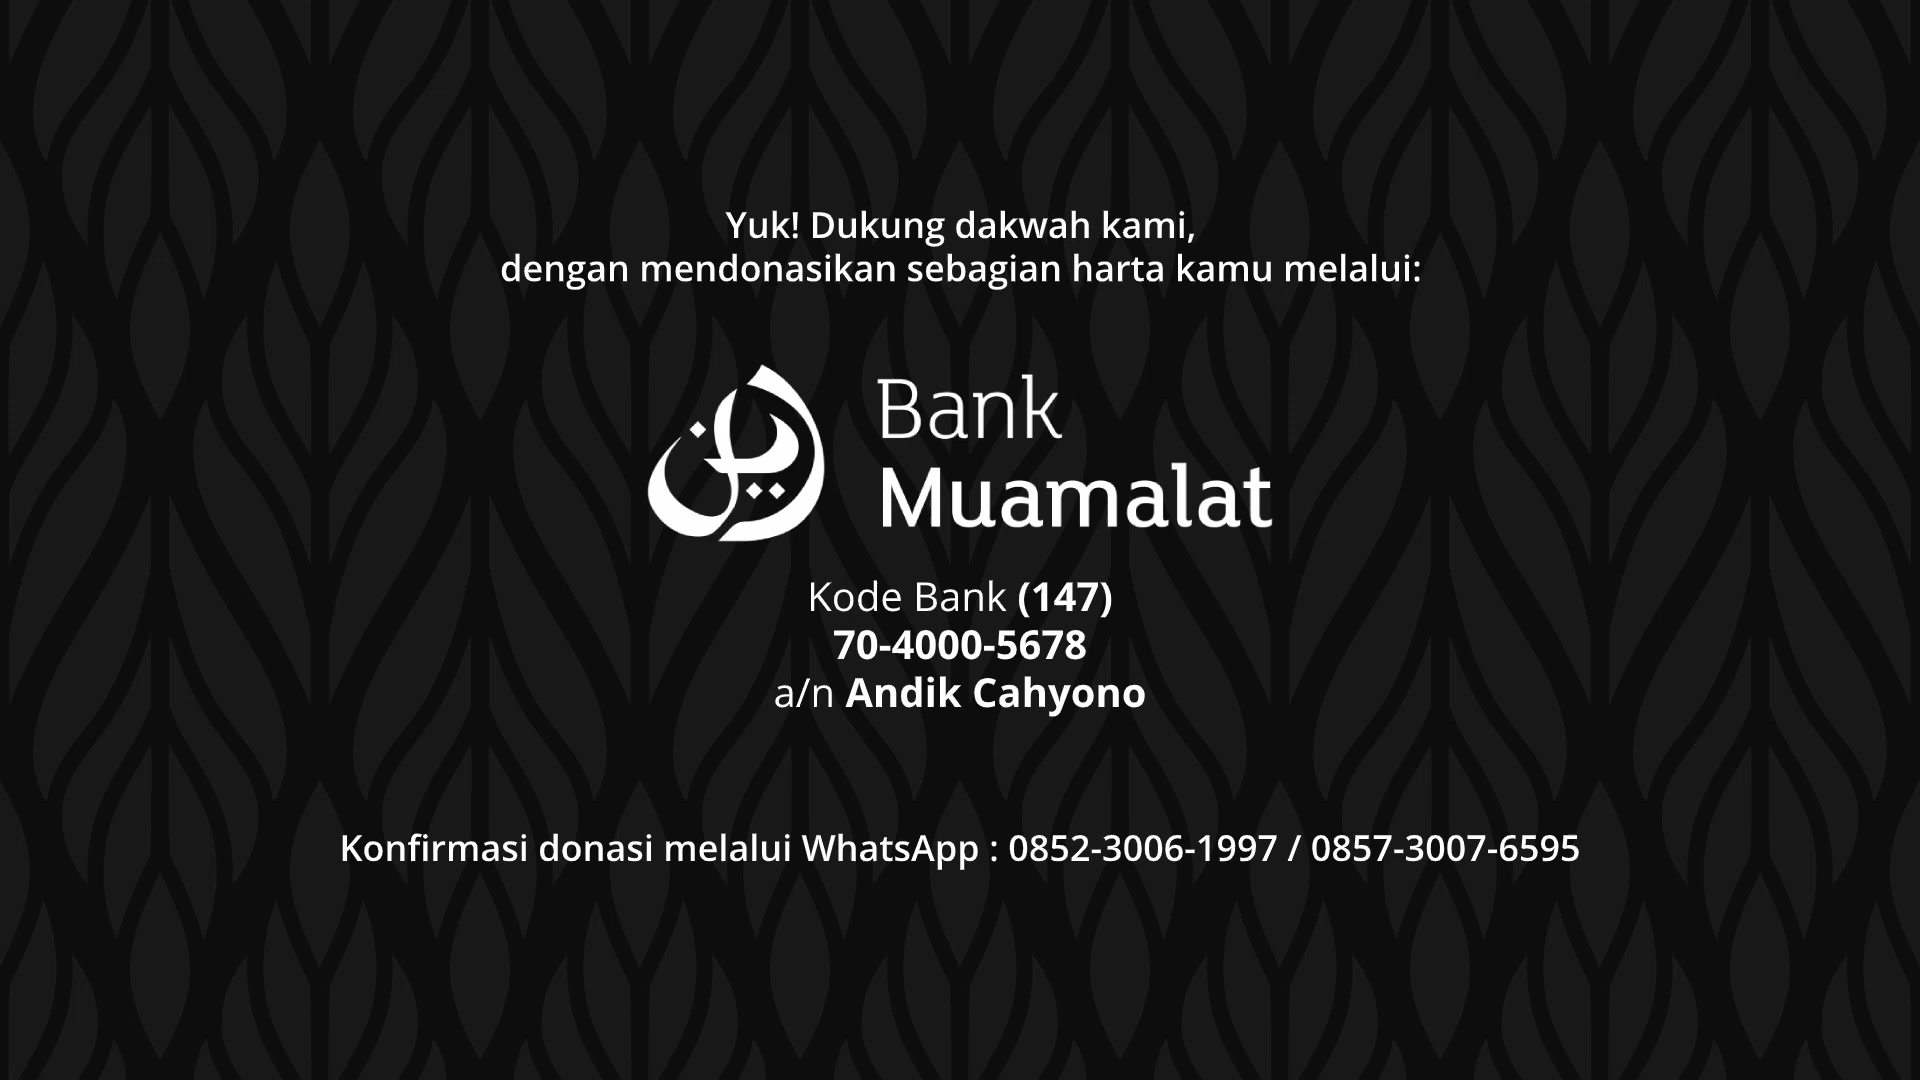 Yuk! Dukung dakwah kami,
dengan mendonasikan sebagian harta kamu melalui:
Bank
Muamalat
Kode Bank (147)
70-4000-5678
a/n Andik Cahyono
Konfirmasi donasi melalui WhatsApp : 0852-3006-1997 / 0857-3007-6595